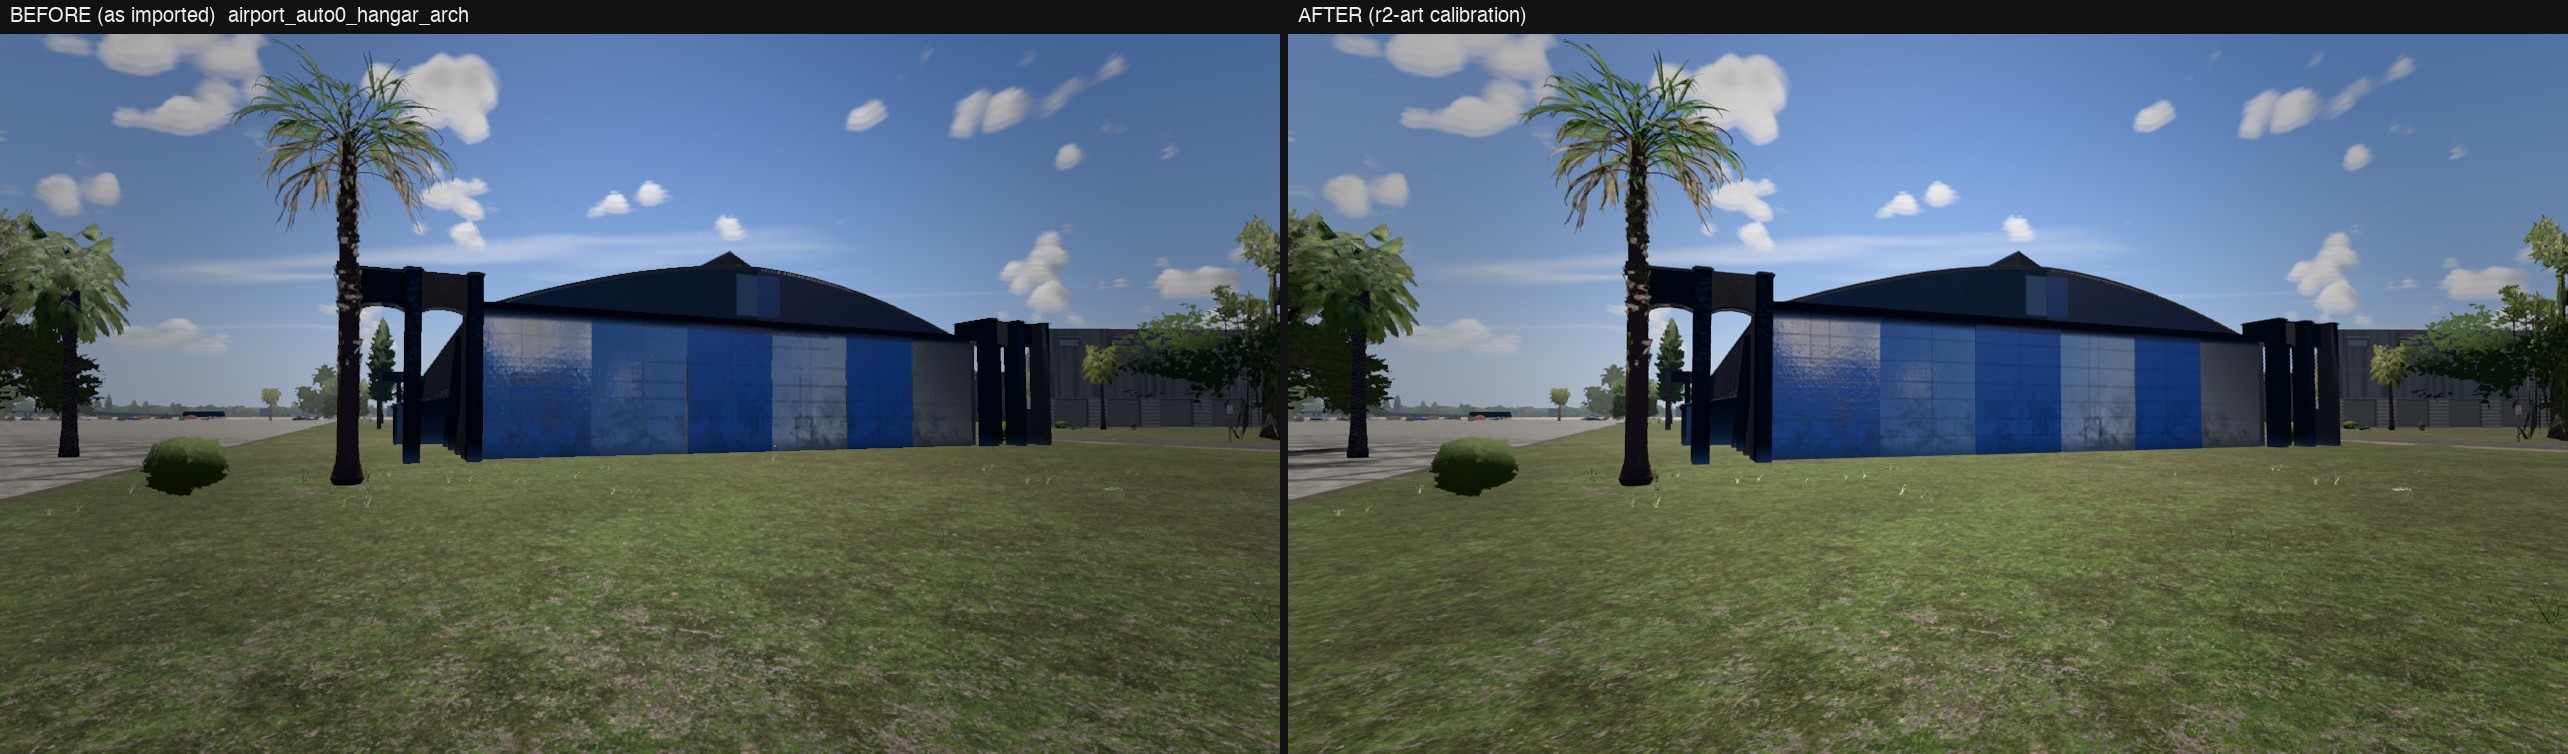 BEFORE (as imported)  airport_auto0_hangar_arch
AFTER (r2-art calibration)